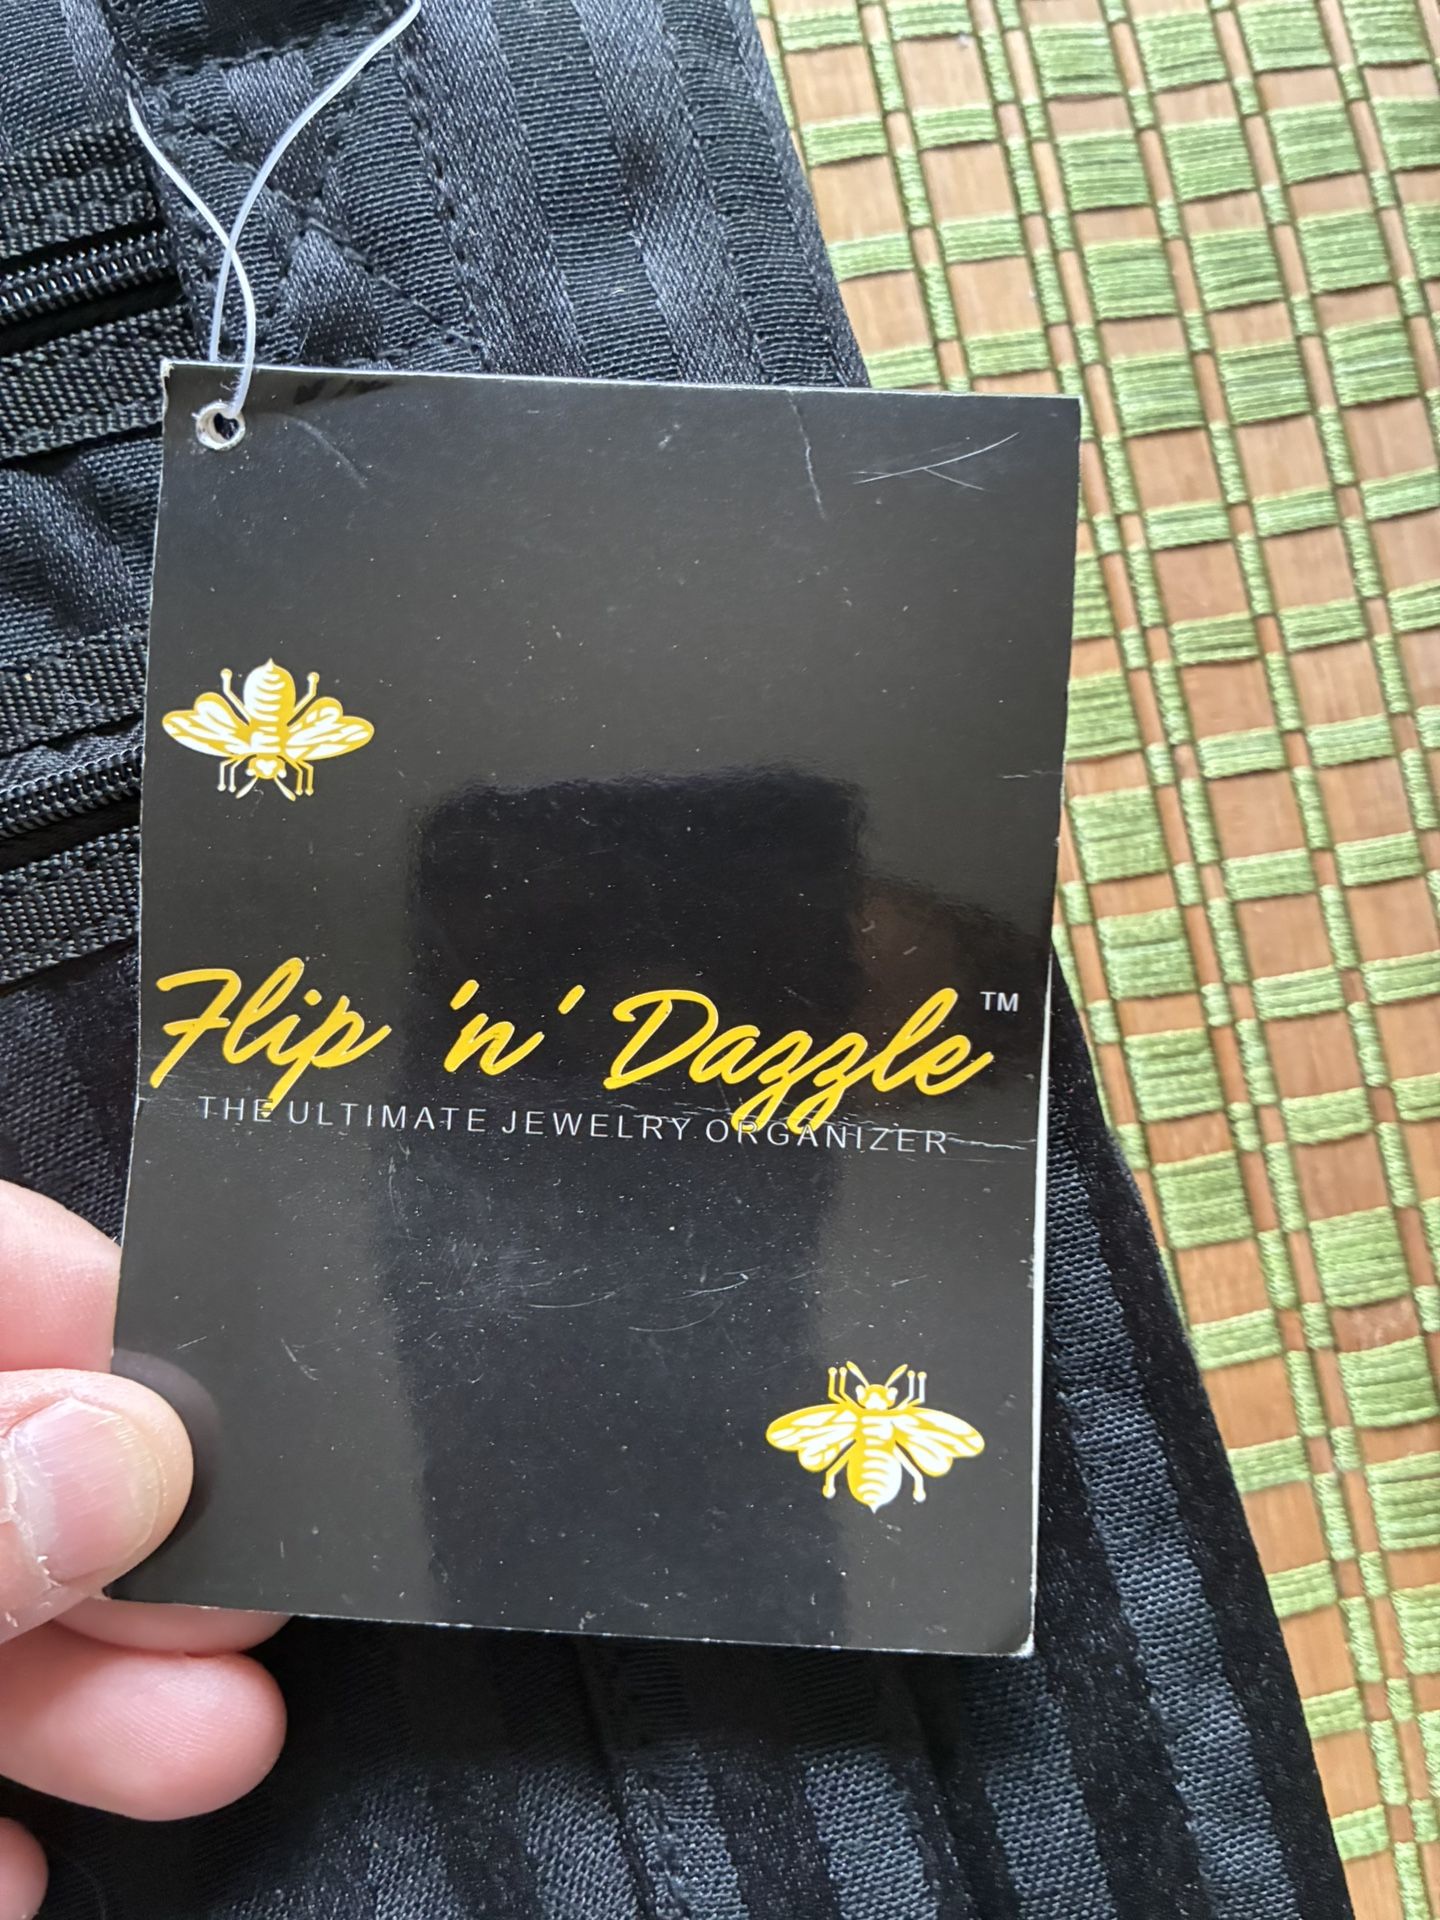 Flip 'n' Dazzle™
THE ULTIMATE JEWELRY ORGANIZER